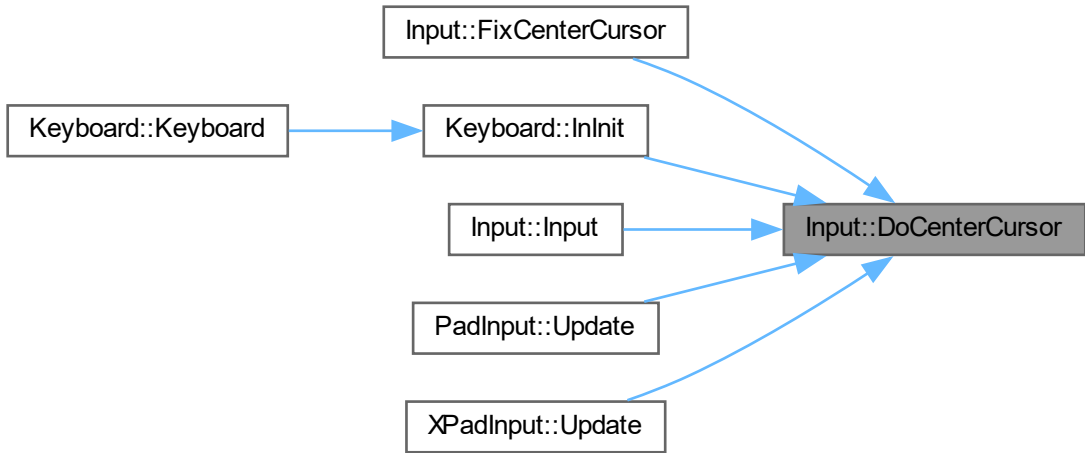 Input::FixCenterCursor
Keyboard::Keyboard
Keyboard::InInit
Input::Input
Input::DoCenterCursor
PadInput::Update
XPadInput::Update